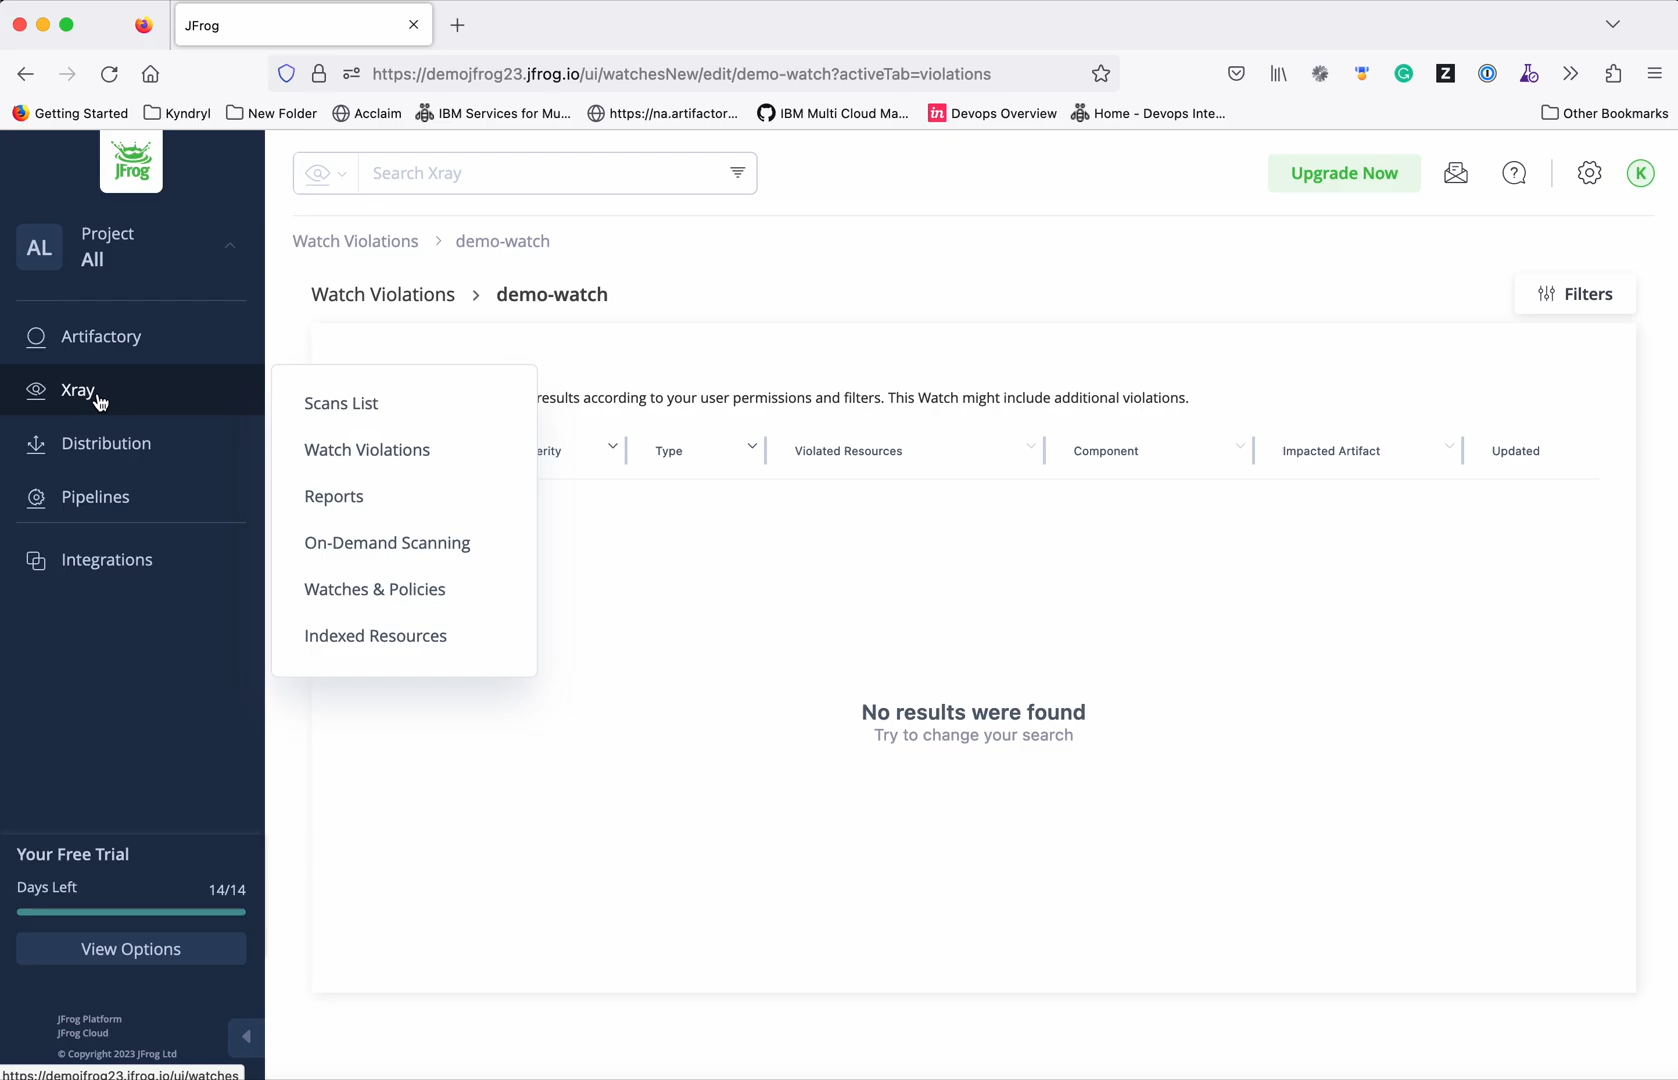 JFrog
https://demojfrog23.jfrog.io/ui/watchesNew/edit/demo-watch?activeTab=violations
Getting Started
Kyndryl
New Folder
Acclaim
IBM Services for Mu...
https://na.artifactor...
IBM Multi Cloud Ma...
in
Devops Overview
Home - Devops Inte...
Other Bookmarks
JFrog
Search Xray
Upgrade Now
K
AL
Project
All
Watch Violations > demo-watch
Watch Violations > demo-watch
Filters
Artifactory
Xray
Distribution
Pipelines
Integrations
Scans List
Watch Violations
Reports
On-Demand Scanning
Watches & Policies
Indexed Resources
results according to your user permissions and filters. This Watch might include additional violations.
erity
Type
Violated Resources
Component
Impacted Artifact
Updated
No results were found
Try to change your search
Your Free Trial
Days Left
14/14
View Options
JFrog Platform
JFrog Cloud
© Copyright 2023 JFrog Ltd
https://demojfrog23.jfrog.io/ui/watches